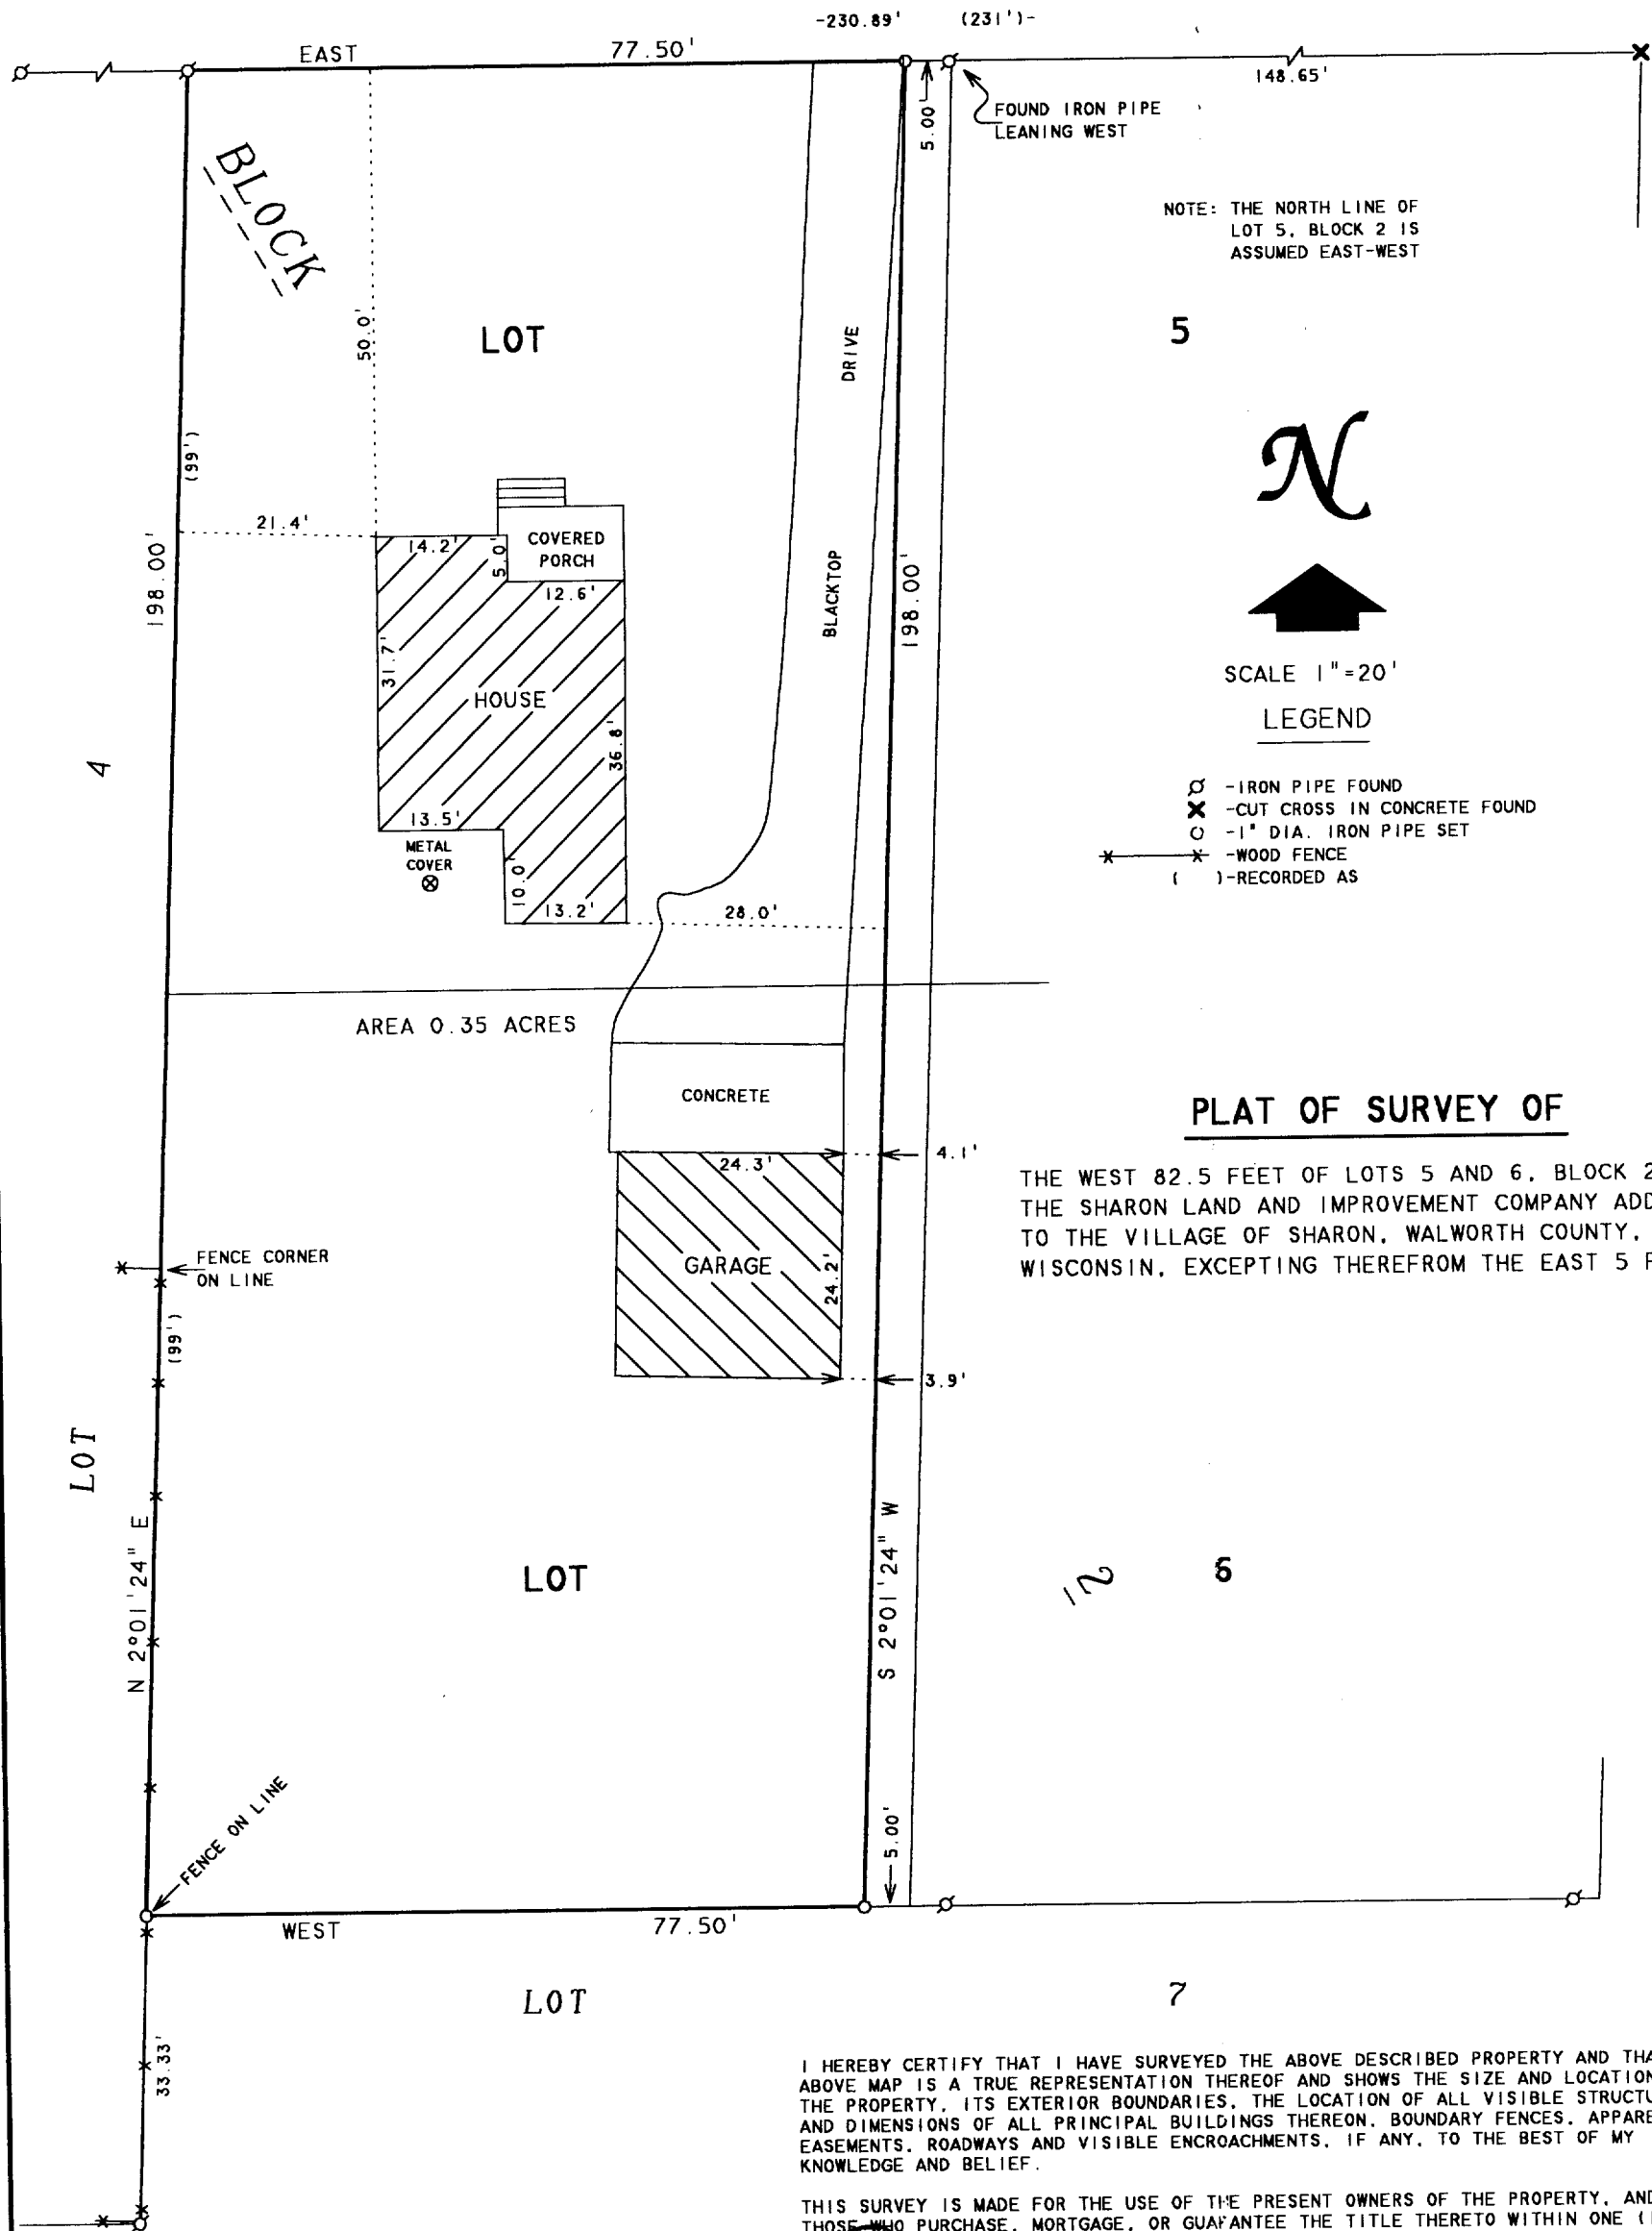 -230.89' (231')-
EAST 77.50'
148.65'
5.00'
FOUND IRON PIPE
LEANING WEST
BLOCK
NOTE: THE NORTH LINE OF
LOT 5, BLOCK 2 IS
ASSUMED EAST-WEST
50.0'
LOT
5
DRIVE
BLACKTOP
N
(99')
198.00'
21.4'
14.2'
5.0'
COVERED
PORCH
12.6'
198.00'
31.7'
HOUSE
36.8'
SCALE 1"=20'
LEGEND
-IRON PIPE FOUND
-CUT CROSS IN CONCRETE FOUND
-1" DIA. IRON PIPE SET
-WOOD FENCE
( )-RECORDED AS
4
13.5'
METAL
COVER
10.0'
13.2'
28.0'
AREA 0.35 ACRES
CONCRETE
PLAT OF SURVEY OF
24.3'
4.1'
THE WEST 82.5 FEET OF LOTS 5 AND 6, BLOCK 2
THE SHARON LAND AND IMPROVEMENT COMPANY ADD
TO THE VILLAGE OF SHARON, WALWORTH COUNTY,
WISCONSIN, EXCEPTING THEREFROM THE EAST 5 F
FENCE CORNER
ON LINE
GARAGE
24.2'
(99')
3.9'
LOT
N 2°01'24" E
S 2°01'24" W
LOT
2
6
FENCE ON LINE
5.00'
WEST 77.50'
LOT
7
33.33'
I HEREBY CERTIFY THAT I HAVE SURVEYED THE ABOVE DESCRIBED PROPERTY AND THA
ABOVE MAP IS A TRUE REPRESENTATION THEREOF AND SHOWS THE SIZE AND LOCATION
THE PROPERTY, ITS EXTERIOR BOUNDARIES, THE LOCATION OF ALL VISIBLE STRUCTU
AND DIMENSIONS OF ALL PRINCIPAL BUILDINGS THEREON, BOUNDARY FENCES, APPARE
EASEMENTS, ROADWAYS AND VISIBLE ENCROACHMENTS, IF ANY, TO THE BEST OF MY
KNOWLEDGE AND BELIEF.
THIS SURVEY IS MADE FOR THE USE OF THE PRESENT OWNERS OF THE PROPERTY, AND
THOSE WHO PURCHASE, MORTGAGE, OR GUARANTEE THE TITLE THERETO WITHIN ONE (